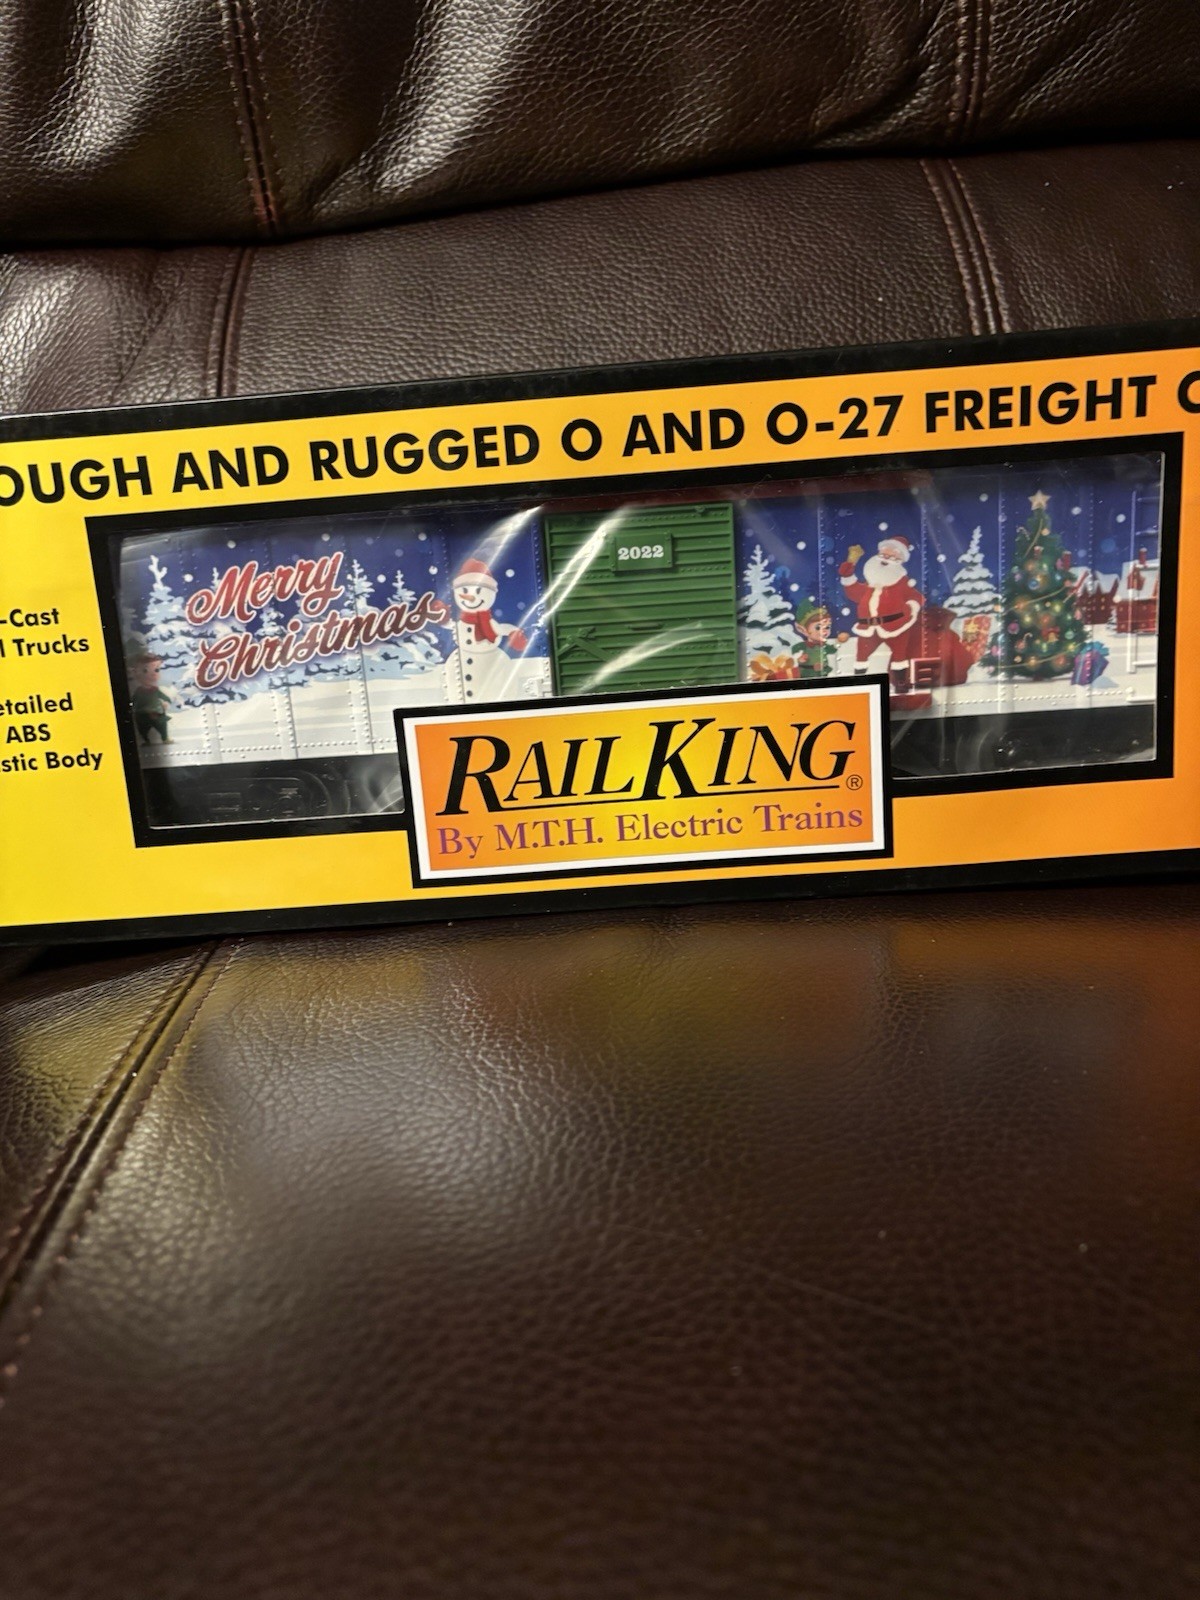 OUGH AND RUGGED O AND O-27 FREIGHT C
-Cast
l Trucks
etailed
ABS
stic Body
Merry
Christmas
2022
RAILKING®
By M.T.H. Electric Trains